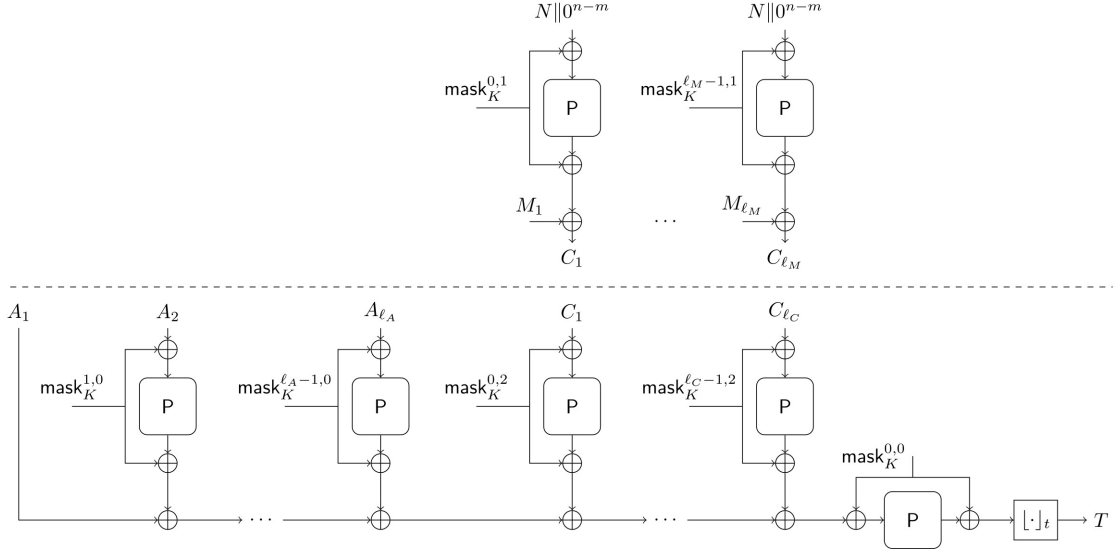 N‖0^{n−m} N‖0^{n−m}
mask_K^{0,1} P mask_K^{ℓ_M−1,1} P
M_1 ··· M_{ℓ_M}
C_1 C_{ℓ_M}
A_1 A_2 A_{ℓ_A} C_1 C_{ℓ_C}
mask_K^{1,0} P mask_K^{ℓ_A−1,0} P mask_K^{0,2} P mask_K^{ℓ_C−1,2} P
mask_K^{0,0}
··· ··· P ⌊·⌋_t T